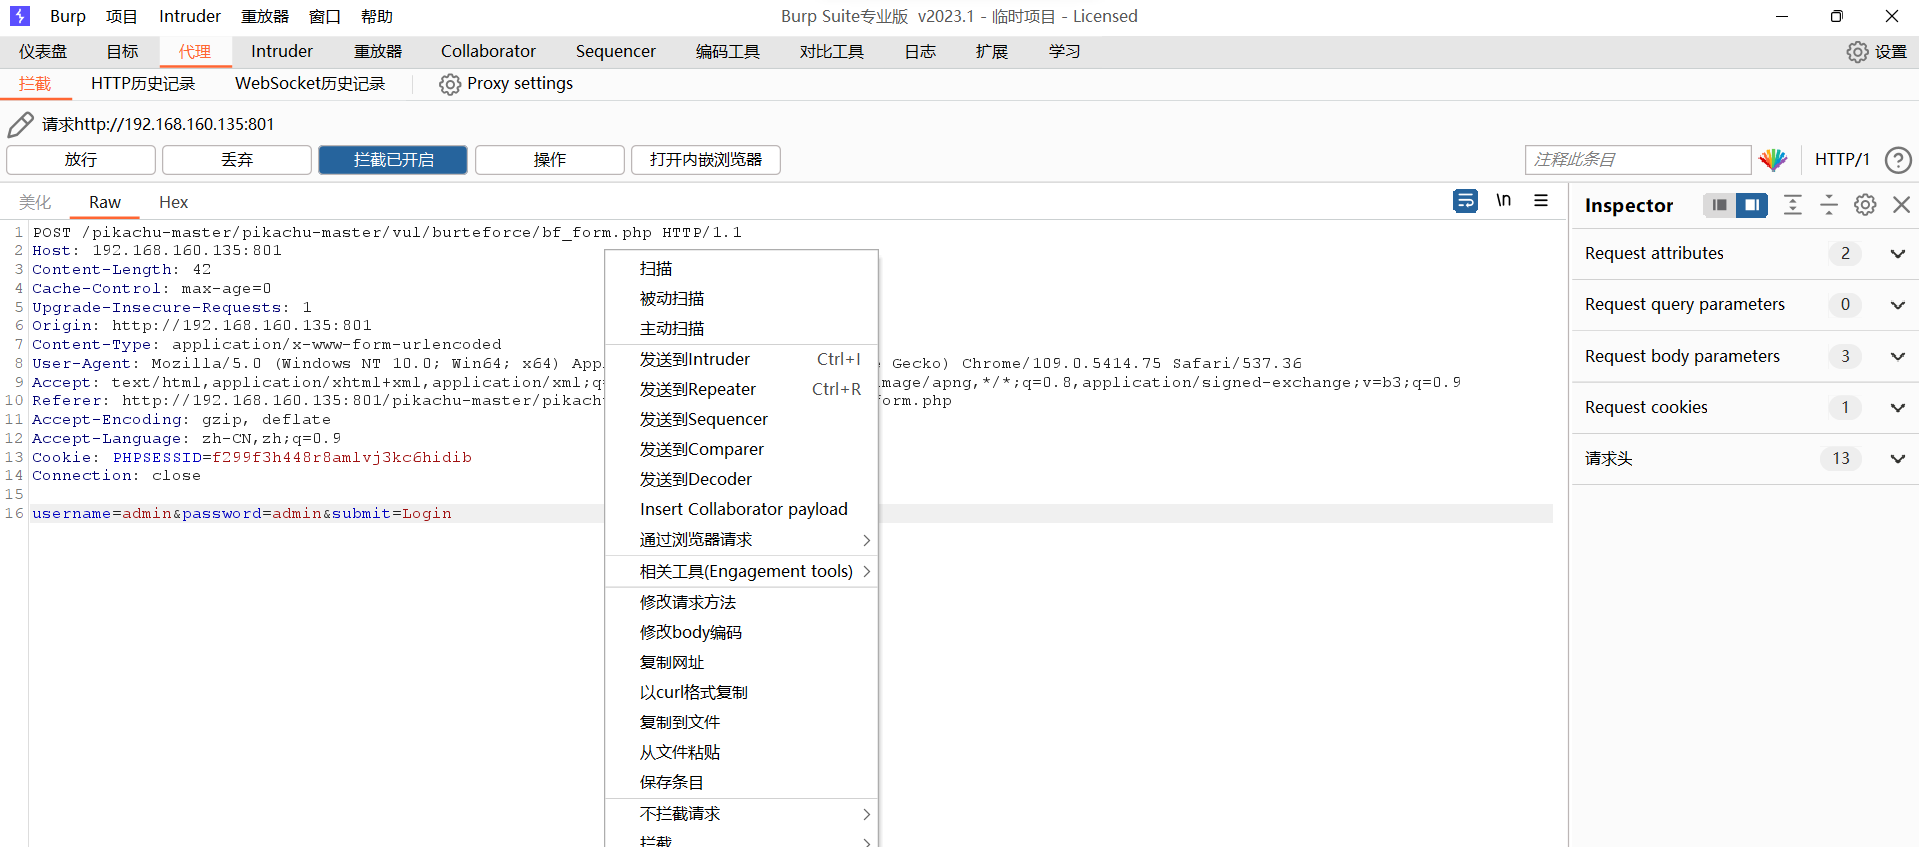 Burp 项目 Intruder 重放器 窗口 帮助 Burp Suite专业版 v2023.1 - 临时项目 - Licensed
仪表盘 目标 代理 Intruder 重放器 Collaborator Sequencer 编码工具 对比工具 日志 扩展 学习 设置
拦截 HTTP历史记录 WebSocket历史记录 Proxy settings
请求http://192.168.160.135:801
放行 丢弃 拦截已开启 操作 打开内嵌浏览器 注释此条目 HTTP/1
美化 Raw Hex \n
1 POST /pikachu-master/pikachu-master/vul/burteforce/bf_form.php HTTP/1.1
2 Host: 192.168.160.135:801
3 Content-Length: 42
4 Cache-Control: max-age=0
5 Upgrade-Insecure-Requests: 1
6 Origin: http://192.168.160.135:801
7 Content-Type: application/x-www-form-urlencoded
8 User-Agent: Mozilla/5.0 (Windows NT 10.0; Win64; x64) App e Gecko) Chrome/109.0.5414.75 Safari/537.36
9 Accept: text/html,application/xhtml+xml,application/xml;q= mage/apng,*/*;q=0.8,application/signed-exchange;v=b3;q=0.9
10 Referer: http://192.168.160.135:801/pikachu-master/pikach form.php
11 Accept-Encoding: gzip, deflate
12 Accept-Language: zh-CN,zh;q=0.9
13 Cookie: PHPSESSID=f299f3h448r8amlvj3kc6hidib
14 Connection: close
15
16 username=admin&password=admin&submit=Login
扫描
被动扫描
主动扫描
发送到Intruder Ctrl+I
发送到Repeater Ctrl+R
发送到Sequencer
发送到Comparer
发送到Decoder
Insert Collaborator payload
通过浏览器请求
相关工具(Engagement tools)
修改请求方法
修改body编码
复制网址
以curl格式复制
复制到文件
从文件粘贴
保存条目
不拦截请求
拦截
Inspector
Request attributes 2
Request query parameters 0
Request body parameters 3
Request cookies 1
请求头 13